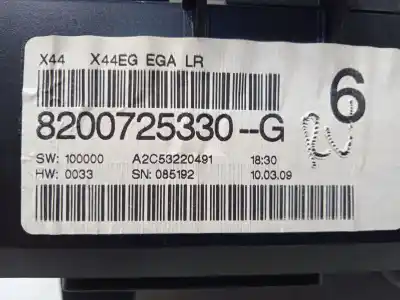 X44 X44EG EGA LR
6
8200725330--G
SW: 100000 A2C53220491 18:30
HW: 0033 SN: 085192 10.03.09